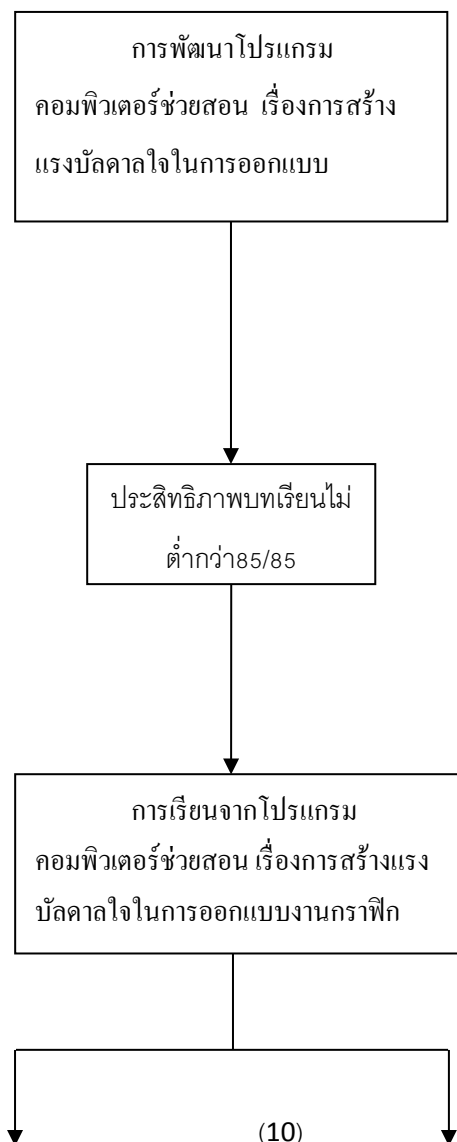 การพัฒนาโปรแกรม
คอมพิวเตอร์ช่วยสอน เรื่องการสร้าง
แรงบัลดาลใจในการออกแบบ
ประสิทธิภาพบทเรียนไม่
ต่ำกว่า85/85
การเรียนจากโปรแกรม
คอมพิวเตอร์ช่วยสอน เรื่องการสร้างแรง
บัลดาลใจในการออกแบบงานกราฟิก
(10)